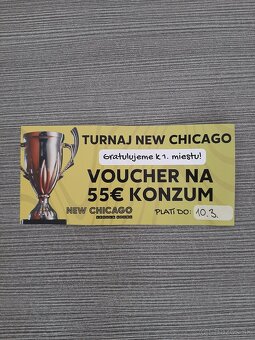 TURNAJ NEW CHICAGO
Gratulujeme k 1. miestu!
VOUCHER NA
55€ KONZUM
NEW CHICAGO
PLATÍ DO: 10.3.